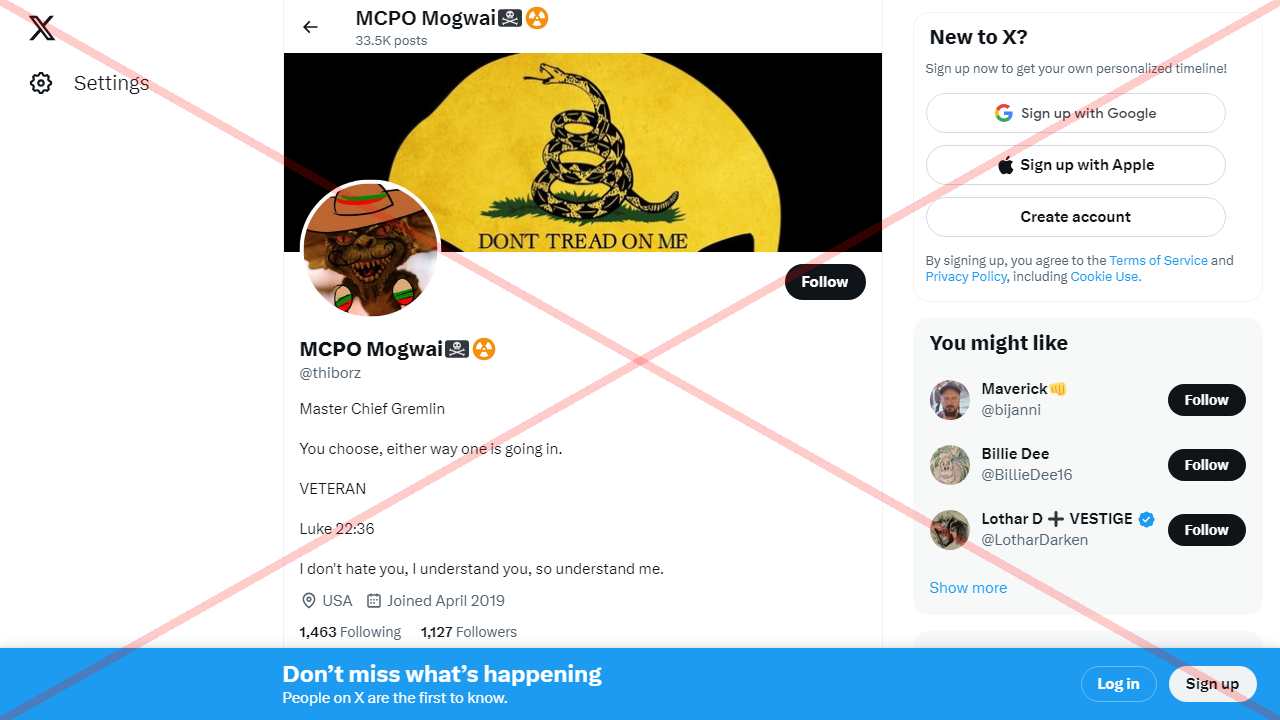 MCPO Mogwai🏴‍☠️☢️
33.5K posts
Settings
DONT TREAD ON ME
Follow
MCPO Mogwai🏴‍☠️☢️
@thiborz
Master Chief Gremlin
You choose, either way one is going in.
VETERAN
Luke 22:36
I don't hate you, I understand you, so understand me.
USA Joined April 2019
1,463 Following 1,127 Followers
New to X?
Sign up now to get your own personalized timeline!
Sign up with Google
Sign up with Apple
Create account
By signing up, you agree to the Terms of Service and
Privacy Policy, including Cookie Use.
You might like
Maverick👊
@bijanni
Follow
Billie Dee
@BillieDee16
Follow
Lothar D ➕ VESTIGE
@LotharDarken
Follow
Show more
Don’t miss what’s happening
People on X are the first to know.
Log in
Sign up